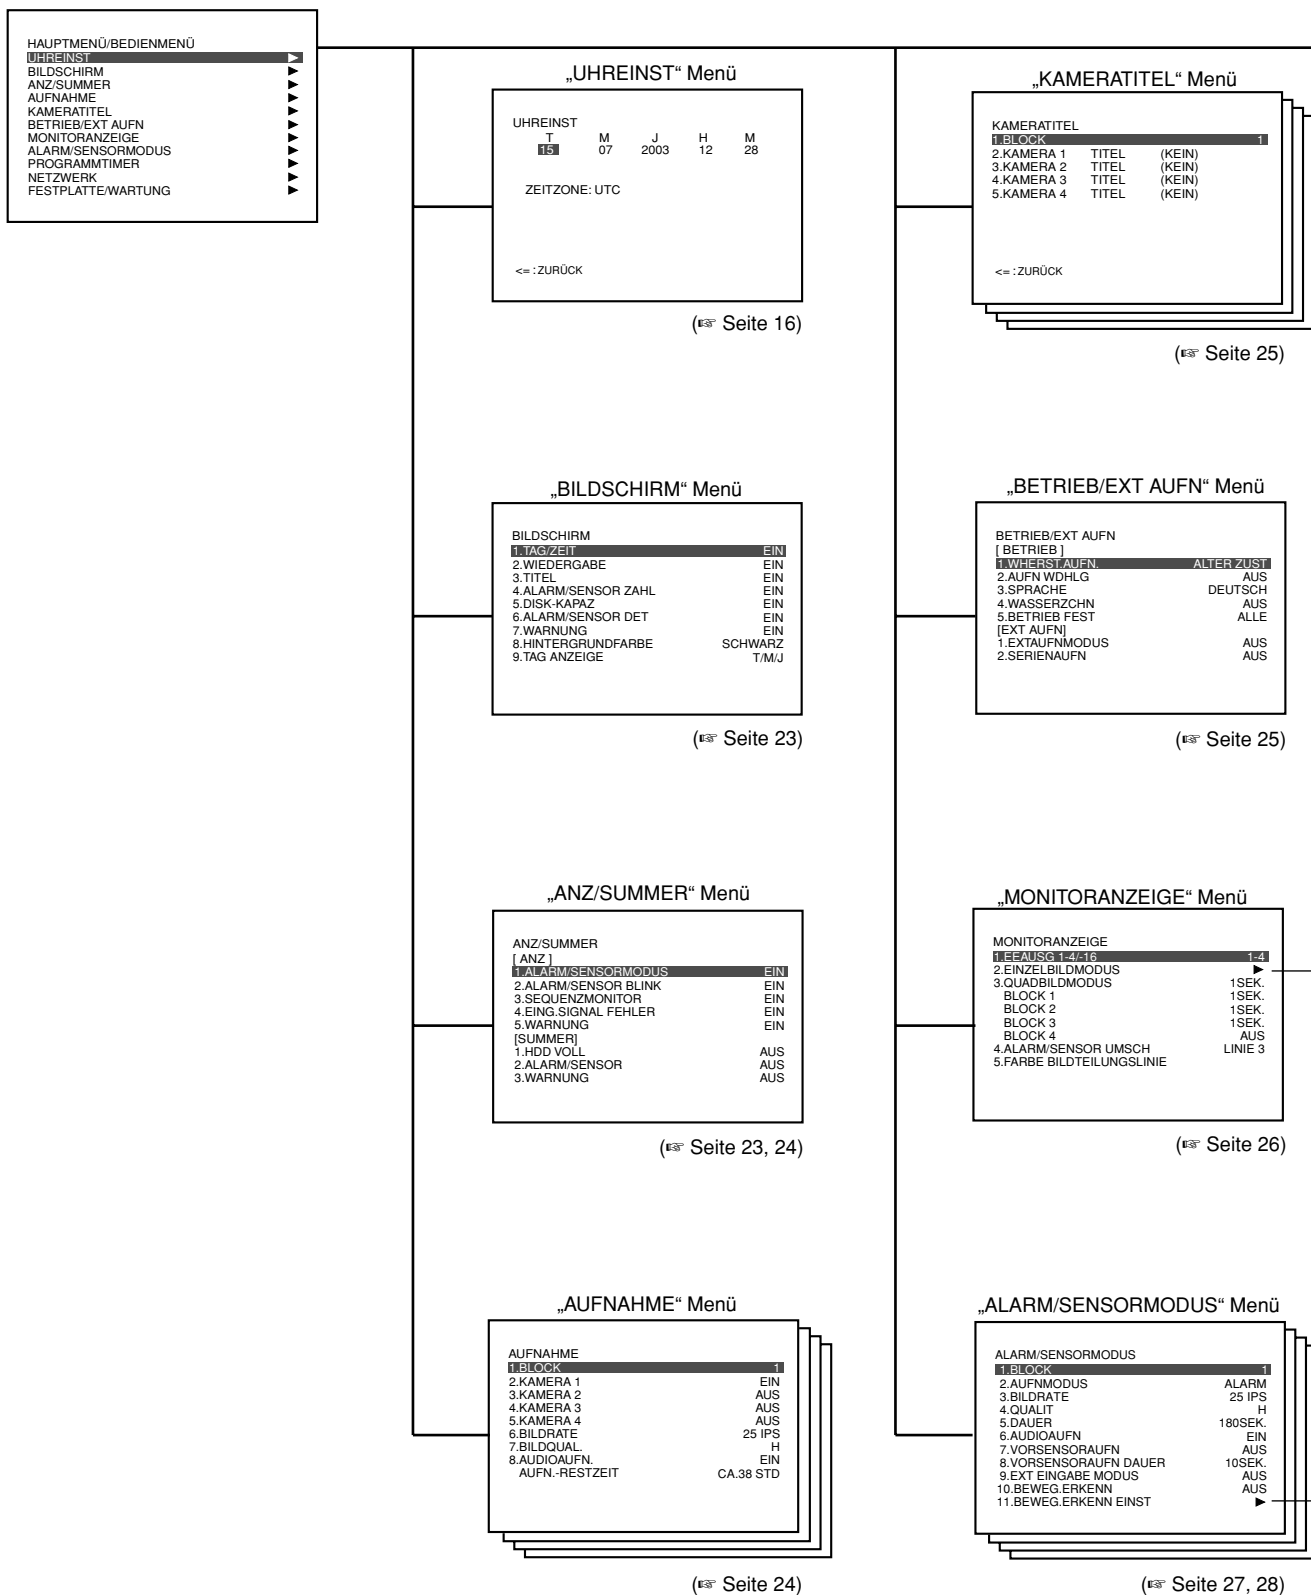 HAUPTMENÜ/BEDIENMENÜ
UHREINST ▶
BILDSCHIRM ▶
ANZ/SUMMER ▶
AUFNAHME ▶
KAMERATITEL ▶
BETRIEB/EXT AUFN ▶
MONITORANZEIGE ▶
ALARM/SENSORMODUS ▶
PROGRAMMTIMER ▶
NETZWERK ▶
FESTPLATTE/WARTUNG ▶
„UHREINST“ Menü
UHREINST
T M J H M
15 07 2003 12 28
ZEITZONE: UTC
<= : ZURÜCK
(☞ Seite 16)
„BILDSCHIRM“ Menü
BILDSCHIRM
1.TAG/ZEIT EIN
2.WIEDERGABE EIN
3.TITEL EIN
4.ALARM/SENSOR ZAHL EIN
5.DISK-KAPAZ EIN
6.ALARM/SENSOR DET EIN
7.WARNUNG EIN
8.HINTERGRUNDFARBE SCHWARZ
9.TAG ANZEIGE T/M/J
(☞ Seite 23)
„ANZ/SUMMER“ Menü
ANZ/SUMMER
[ ANZ ]
1.ALARM/SENSORMODUS EIN
2.ALARM/SENSOR BLINK EIN
3.SEQUENZMONITOR EIN
4.EING.SIGNAL FEHLER EIN
5.WARNUNG EIN
[SUMMER]
1.HDD VOLL AUS
2.ALARM/SENSOR AUS
3.WARNUNG AUS
(☞ Seite 23, 24)
„AUFNAHME“ Menü
AUFNAHME
1.BLOCK 1
2.KAMERA 1 EIN
3.KAMERA 2 AUS
4.KAMERA 3 AUS
5.KAMERA 4 AUS
6.BILDRATE 25 IPS
7.BILDQUAL. H
8.AUDIOAUFN. EIN
AUFN.-RESTZEIT CA.38 STD
(☞ Seite 24)
„KAMERATITEL“ Menü
KAMERATITEL
1.BLOCK 1
2.KAMERA 1 TITEL (KEIN)
3.KAMERA 2 TITEL (KEIN)
4.KAMERA 3 TITEL (KEIN)
5.KAMERA 4 TITEL (KEIN)
<= : ZURÜCK
(☞ Seite 25)
„BETRIEB/EXT AUFN“ Menü
BETRIEB/EXT AUFN
[ BETRIEB ]
1.WHERST.AUFN. ALTER ZUST
2.AUFN WDHLG AUS
3.SPRACHE DEUTSCH
4.WASSERZCHN AUS
5.BETRIEB FEST ALLE
[EXT AUFN]
1.EXTAUFNMODUS AUS
2.SERIENAUFN AUS
(☞ Seite 25)
„MONITORANZEIGE“ Menü
MONITORANZEIGE
1.EEAUSG 1-4/-16 1-4
2.EINZELBILDMODUS ▶
3.QUADBILDMODUS 1SEK.
BLOCK 1 1SEK.
BLOCK 2 1SEK.
BLOCK 3 1SEK.
BLOCK 4 AUS
4.ALARM/SENSOR UMSCH LINIE 3
5.FARBE BILDTEILUNGSLINIE
(☞ Seite 26)
„ALARM/SENSORMODUS“ Menü
ALARM/SENSORMODUS
1.BLOCK 1
2.AUFNMODUS ALARM
3.BILDRATE 25 IPS
4.QUALIT H
5.DAUER 180SEK.
6.AUDIOAUFN EIN
7.VORSENSORAUFN AUS
8.VORSENSORAUFN DAUER 10SEK.
9.EXT EINGABE MODUS AUS
10.BEWEG.ERKENN AUS
11.BEWEG.ERKENN EINST ▶
(☞ Seite 27, 28)